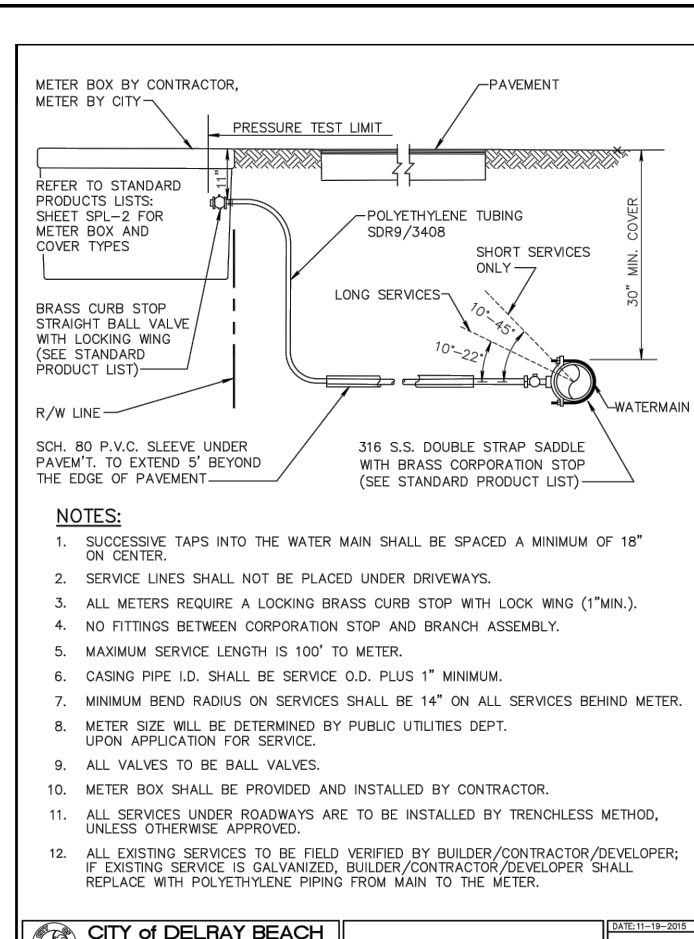 METER BOX BY CONTRACTOR,
METER BY CITY
PAVEMENT
PRESSURE TEST LIMIT
11"
REFER TO STANDARD
PRODUCTS LISTS:
SHEET SPL-2 FOR
METER BOX AND
COVER TYPES
POLYETHYLENE TUBING
SDR9/3408
SHORT SERVICES
ONLY
30" MIN. COVER
LONG SERVICES
10°-45°
10°-22°
BRASS CURB STOP
STRAIGHT BALL VALVE
WITH LOCKING WING
(SEE STANDARD
PRODUCT LIST)
R/W LINE
WATERMAIN
SCH. 80 P.V.C. SLEEVE UNDER
PAVEM'T. TO EXTEND 5' BEYOND
THE EDGE OF PAVEMENT
316 S.S. DOUBLE STRAP SADDLE
WITH BRASS CORPORATION STOP
(SEE STANDARD PRODUCT LIST)
NOTES:
1. SUCCESSIVE TAPS INTO THE WATER MAIN SHALL BE SPACED A MINIMUM OF 18"
ON CENTER.
2. SERVICE LINES SHALL NOT BE PLACED UNDER DRIVEWAYS.
3. ALL METERS REQUIRE A LOCKING BRASS CURB STOP WITH LOCK WING (1"MIN.).
4. NO FITTINGS BETWEEN CORPORATION STOP AND BRANCH ASSEMBLY.
5. MAXIMUM SERVICE LENGTH IS 100' TO METER.
6. CASING PIPE I.D. SHALL BE SERVICE O.D. PLUS 1" MINIMUM.
7. MINIMUM BEND RADIUS ON SERVICES SHALL BE 14" ON ALL SERVICES BEHIND METER.
8. METER SIZE WILL BE DETERMINED BY PUBLIC UTILITIES DEPT.
UPON APPLICATION FOR SERVICE.
9. ALL VALVES TO BE BALL VALVES.
10. METER BOX SHALL BE PROVIDED AND INSTALLED BY CONTRACTOR.
11. ALL SERVICES UNDER ROADWAYS ARE TO BE INSTALLED BY TRENCHLESS METHOD,
UNLESS OTHERWISE APPROVED.
12. ALL EXISTING SERVICES TO BE FIELD VERIFIED BY BUILDER/CONTRACTOR/DEVELOPER;
IF EXISTING SERVICE IS GALVANIZED, BUILDER/CONTRACTOR/DEVELOPER SHALL
REPLACE WITH POLYETHYLENE PIPING FROM MAIN TO THE METER.
CITY of DELRAY BEACH
DATE:11-19-2015